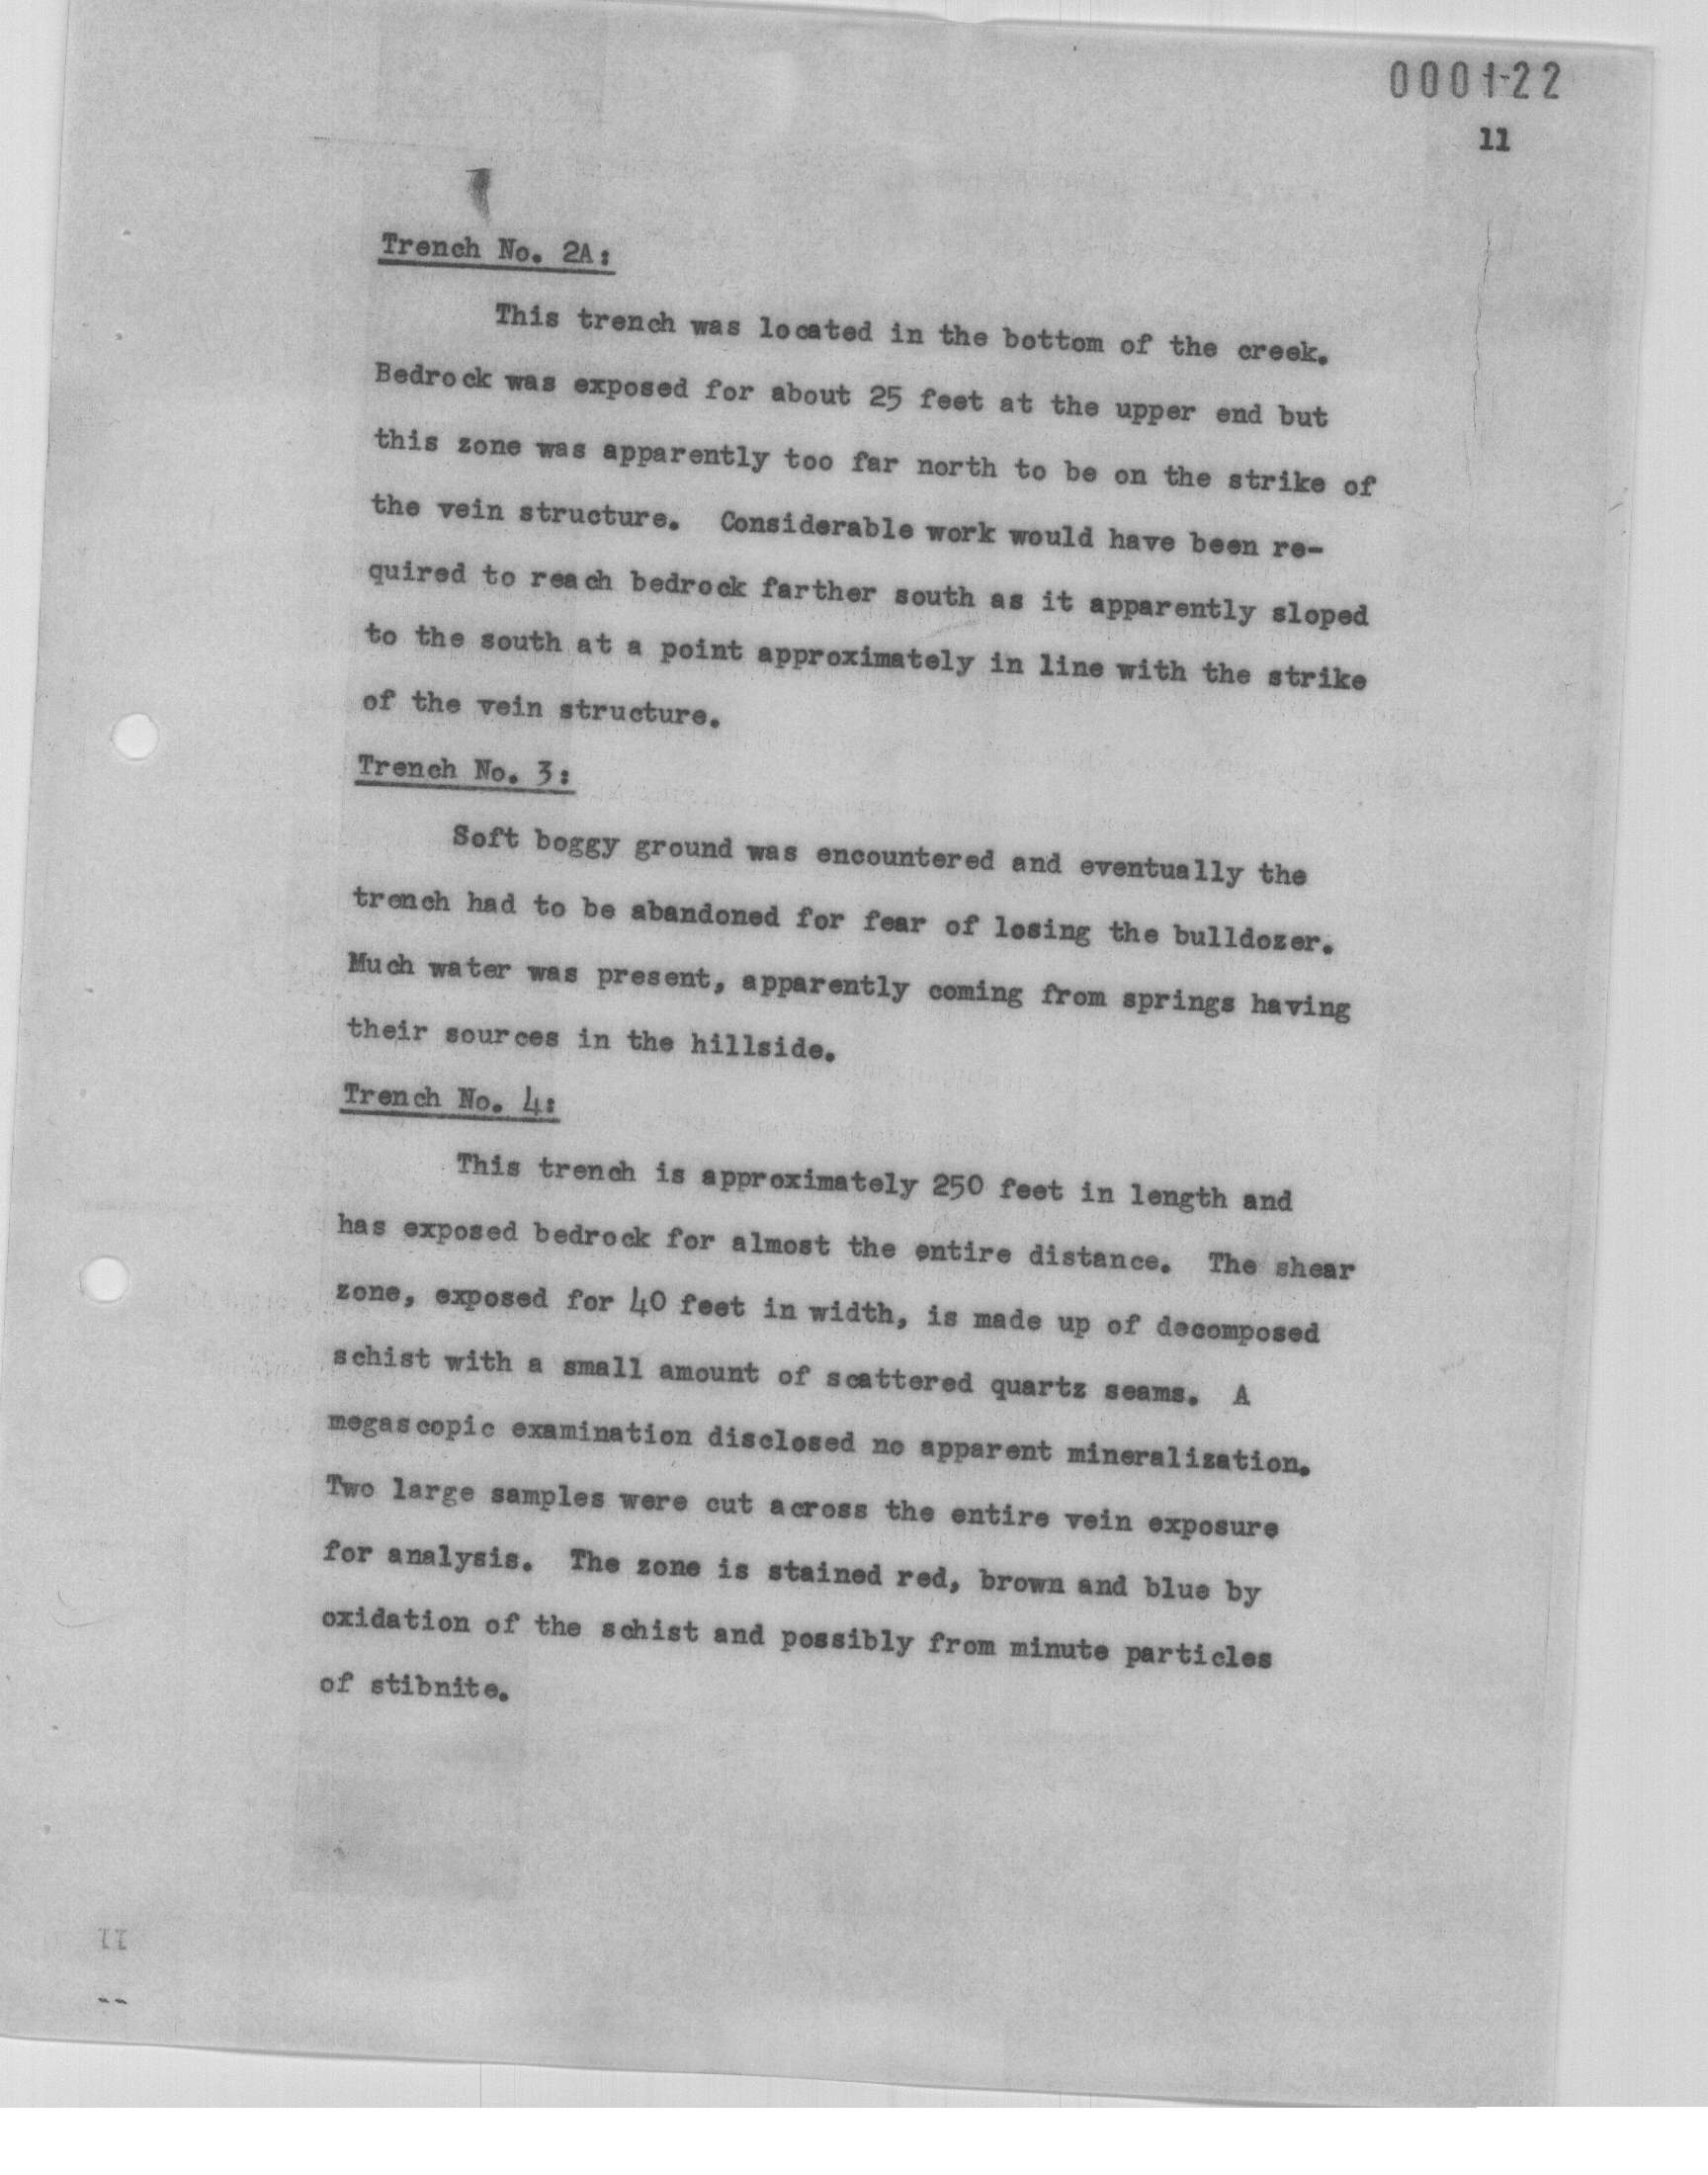 000122
11
Trench No. 2A:
This trench was located in the bottom of the creek.
Bedrock was exposed for about 25 feet at the upper end but
this zone was apparently too far north to be on the strike of
the vein structure. Considerable work would have been re-
quired to reach bedrock farther south as it apparently sloped
to the south at a point approximately in line with the strike
of the vein structure.
Trench No. 3:
Soft boggy ground was encountered and eventually the
trench had to be abandoned for fear of losing the bulldozer.
Much water was present, apparently coming from springs having
their sources in the hillside.
Trench No. 4:
This trench is approximately 250 feet in length and
has exposed bedrock for almost the entire distance. The shear
zone, exposed for 40 feet in width, is made up of decomposed
schist with a small amount of scattered quartz seams. A
megascopic examination disclosed no apparent mineralization.
Two large samples were cut across the entire vein exposure
for analysis. The zone is stained red, brown and blue by
oxidation of the schist and possibly from minute particles
of stibnite.
11
--